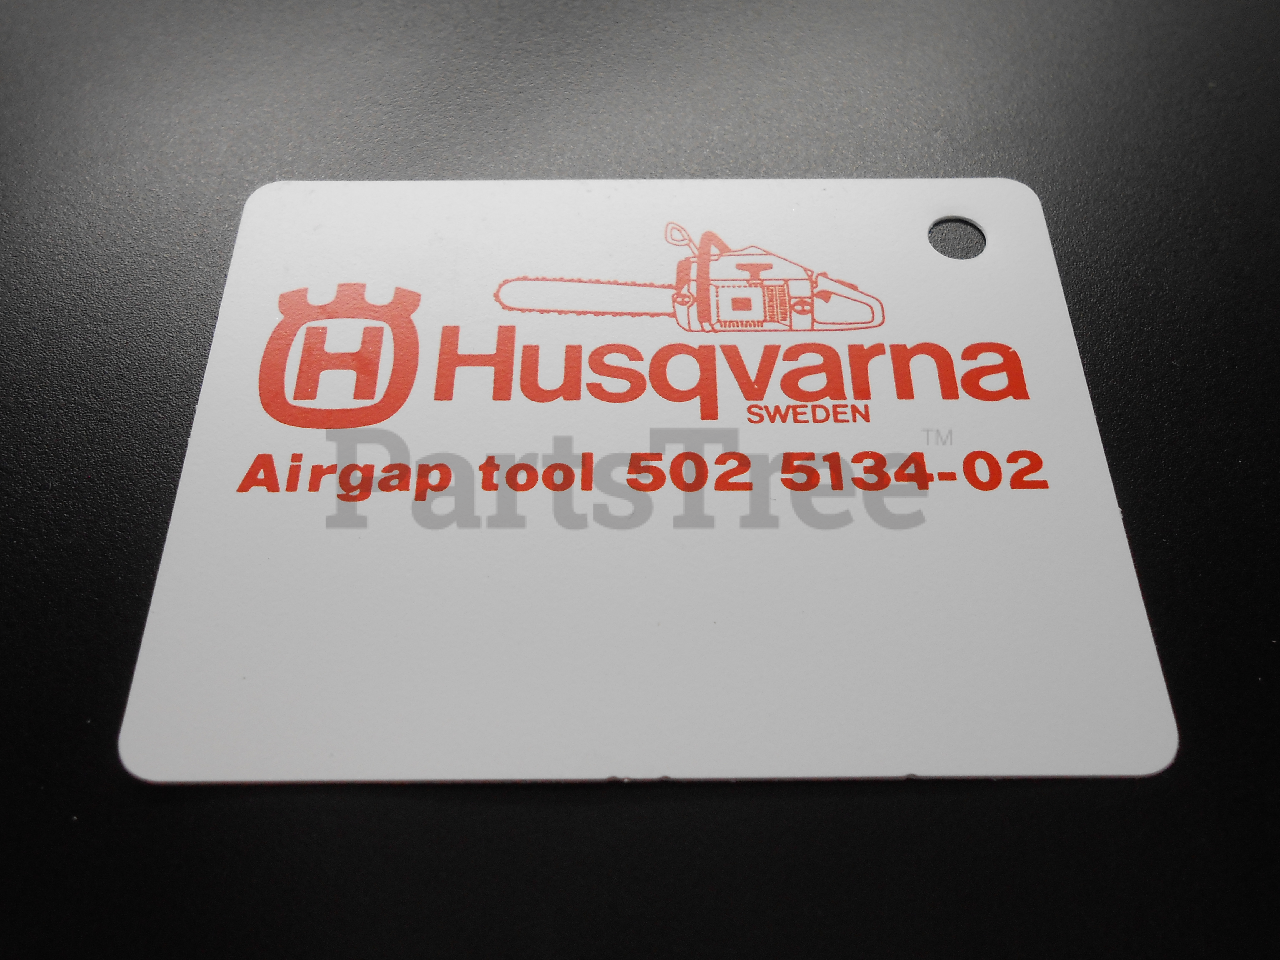 H Husqvarna
SWEDEN
Airgap tool 502 5134-02
PartsTree™